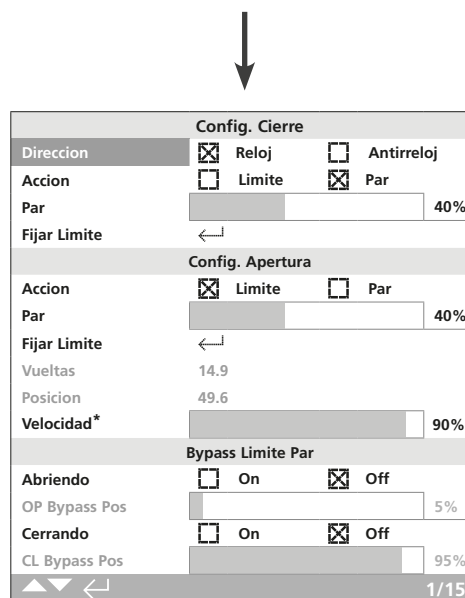 Config. Cierre
Direccion Reloj Antirreloj
Accion Limite Par
Par 40%
Fijar Limite
Config. Apertura
Accion Limite Par
Par 40%
Fijar Limite
Vueltas 14.9
Posicion 49.6
Velocidad* 90%
Bypass Limite Par
Abriendo On Off
OP Bypass Pos 5%
Cerrando On Off
CL Bypass Pos 95%
1/15